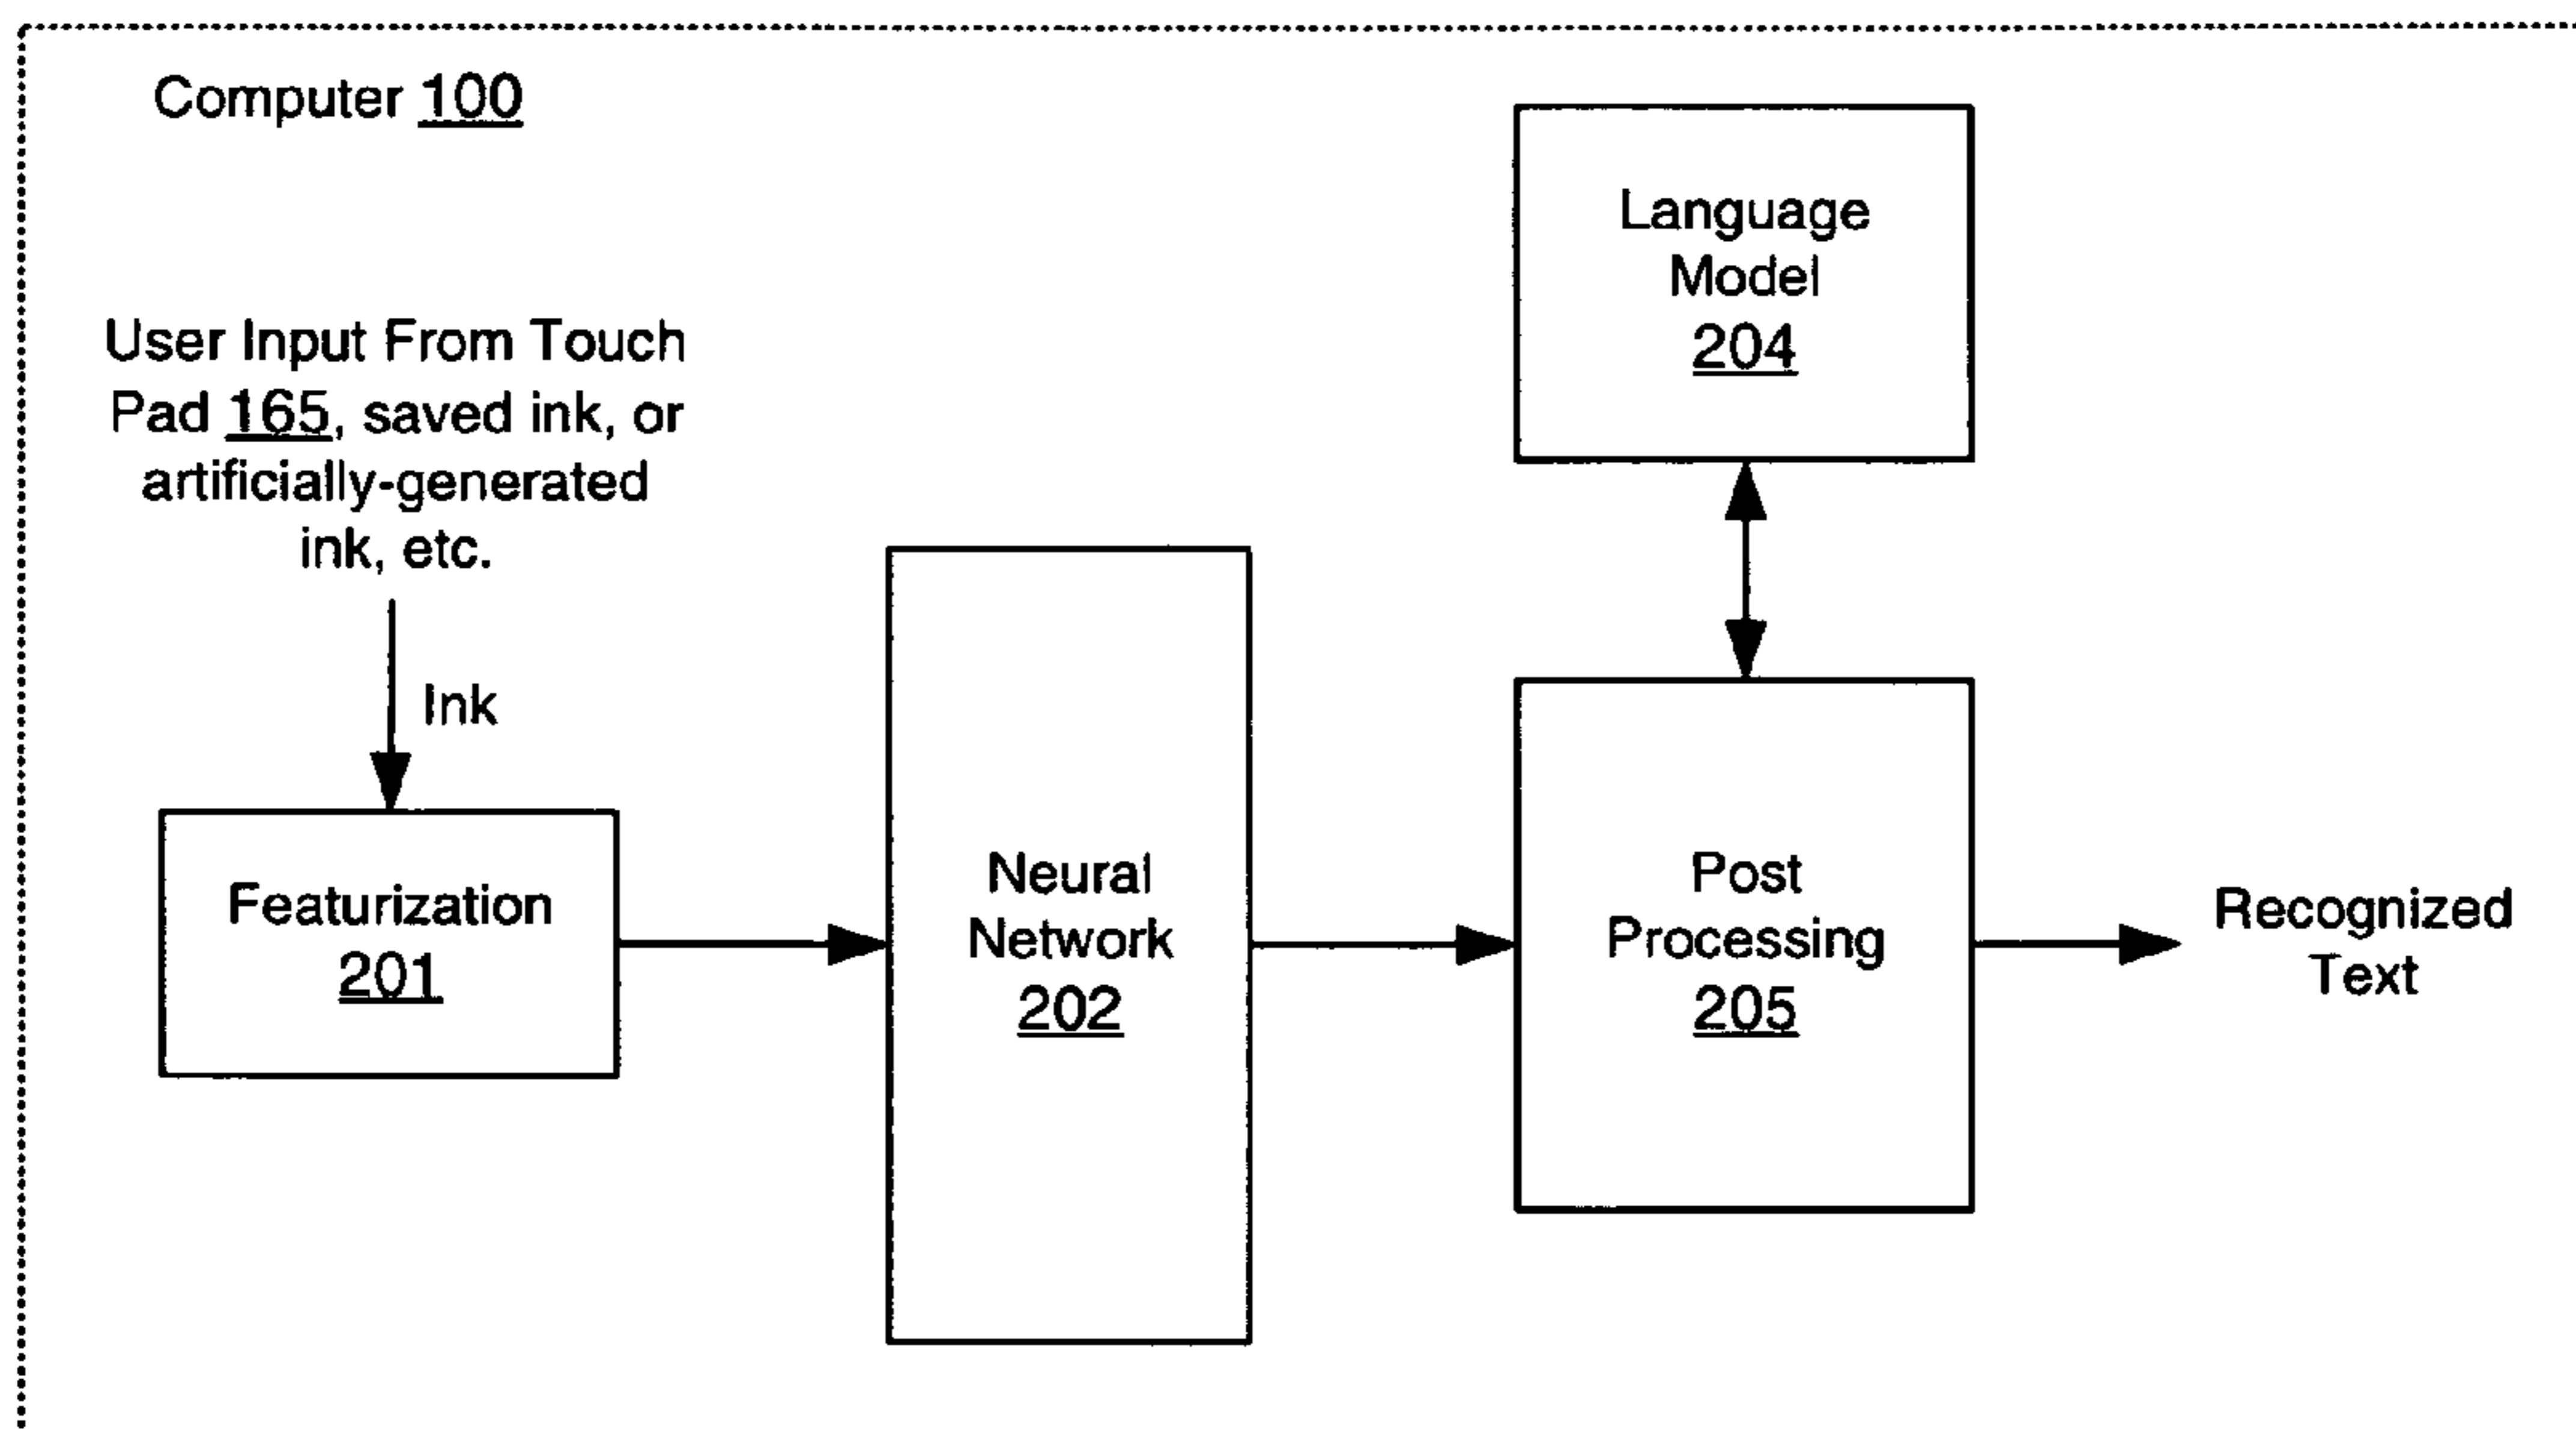 Computer 100
User Input From Touch
Pad 165, saved ink, or
artificially-generated
ink, etc.
Ink
Featurization
201
Neural
Network
202
Language
Model
204
Post
Processing
205
Recognized
Text